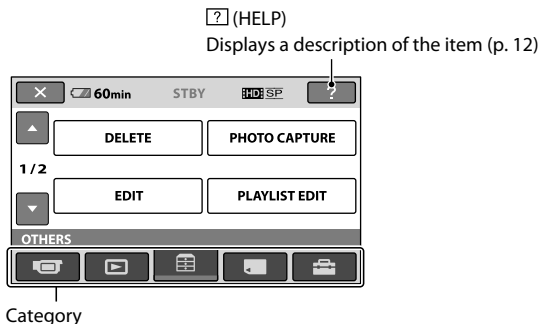 ? (HELP)
Displays a description of the item (p. 12)
60min STBY HD SP ?
DELETE PHOTO CAPTURE
1/2
EDIT PLAYLIST EDIT
OTHERS
Category